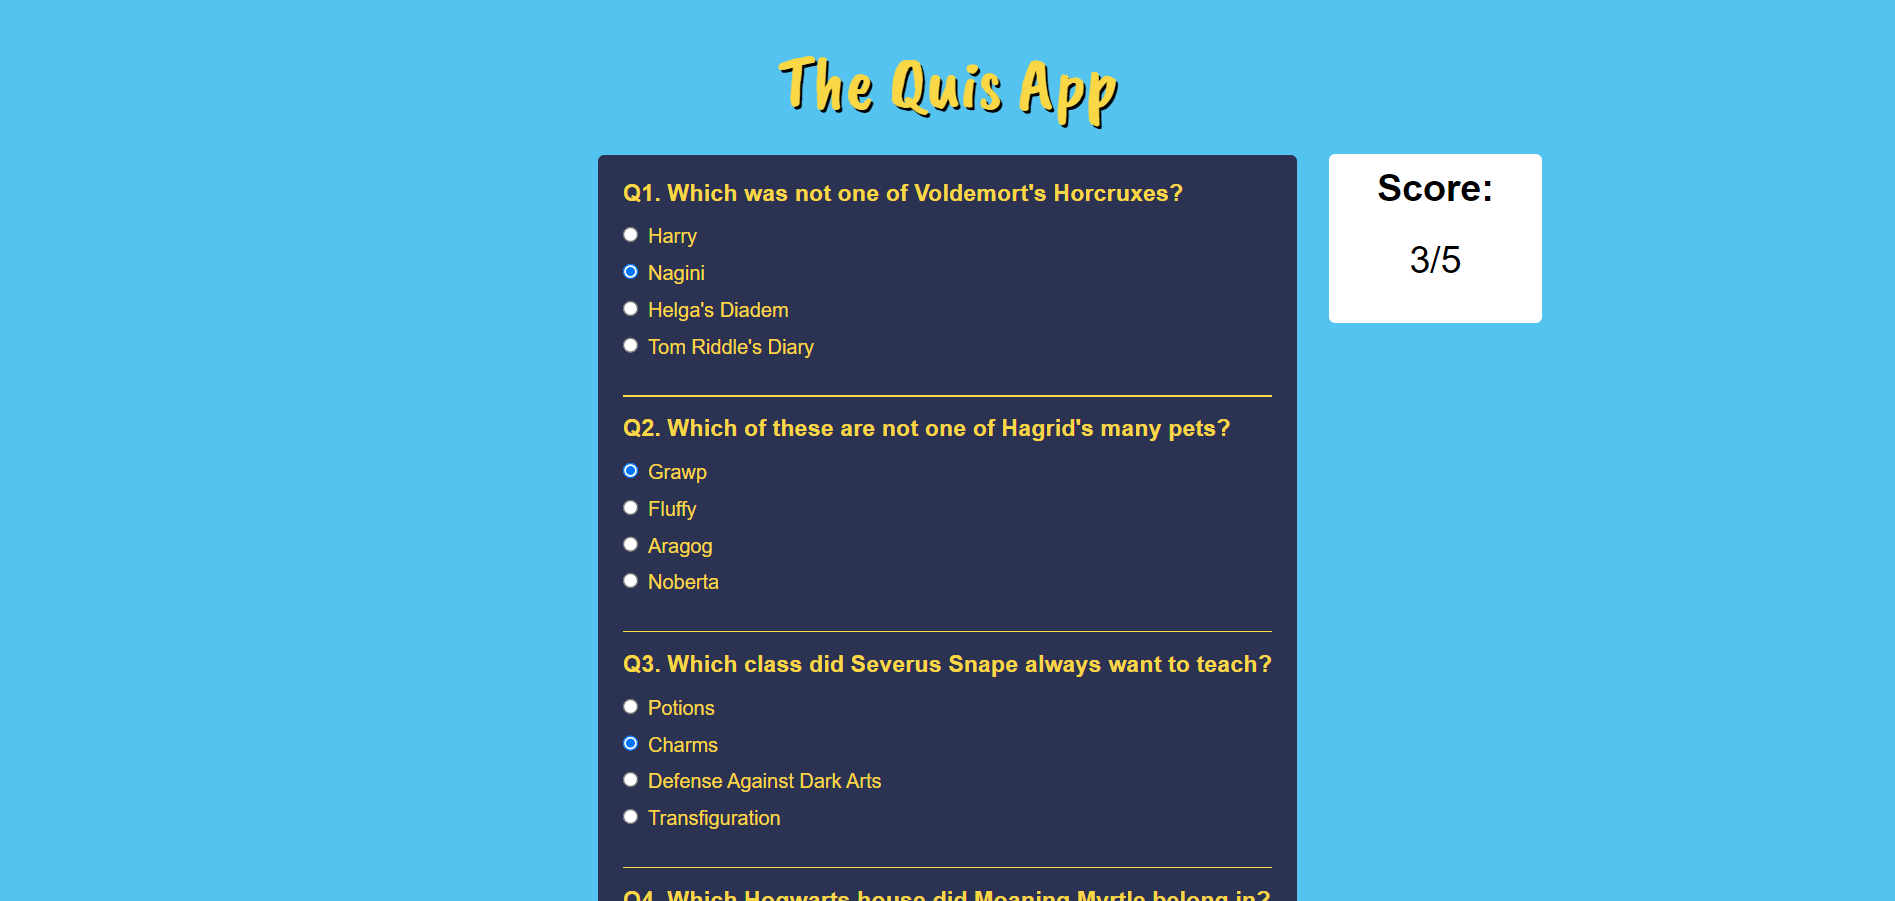 The Quis App
Q1. Which was not one of Voldemort's Horcruxes?
Harry
Nagini
Helga's Diadem
Tom Riddle's Diary
Score:
3/5
Q2. Which of these are not one of Hagrid's many pets?
Grawp
Fluffy
Aragog
Noberta
Q3. Which class did Severus Snape always want to teach?
Potions
Charms
Defense Against Dark Arts
Transfiguration
Q4. Which Hogwarts house did Moaning Myrtle belong in?